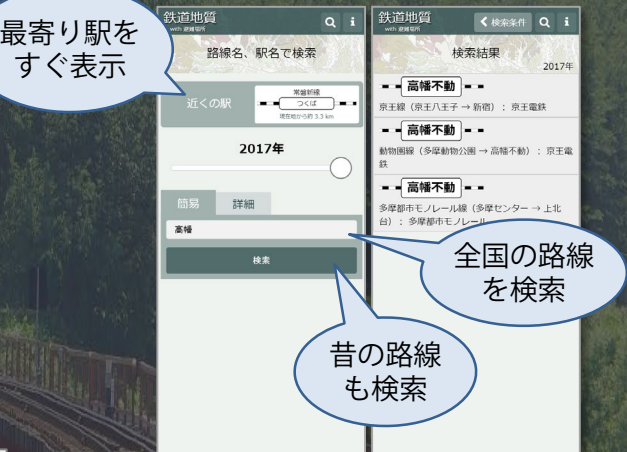 最寄り駅を
すぐ表示
鉄道地質
with 避難場所
i
路線名、駅名で検索
近くの駅
常磐新線
つくば
現在地から約 3.3 km
2017年
簡易
詳細
高幡
検索
鉄道地質
with 避難場所
検索条件
i
検索結果
2017年
高幡不動
京王線（京王八王子 → 新宿）： 京王電鉄
高幡不動
動物園線（多摩動物公園 → 高幡不動）： 京王電
鉄
高幡不動
多摩都市モノレール線（多摩センター → 上北
台）： 多摩都市モノレール
全国の路線
を検索
昔の路線
も検索